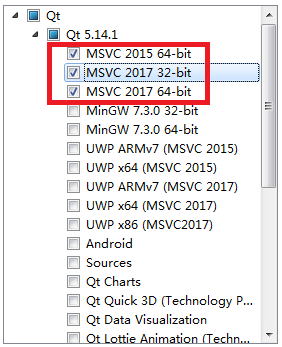 Qt
Qt 5.14.1
MSVC 2015 64-bit
MSVC 2017 32-bit
MSVC 2017 64-bit
MinGW 7.3.0 32-bit
MinGW 7.3.0 64-bit
UWP ARMv7 (MSVC 2015)
UWP x64 (MSVC 2015)
UWP ARMv7 (MSVC 2017)
UWP x64 (MSVC 2017)
UWP x86 (MSVC2017)
Android
Sources
Qt Charts
Qt Quick 3D (Technology P...
Qt Data Visualization
Qt Lottie Animation (Techn...